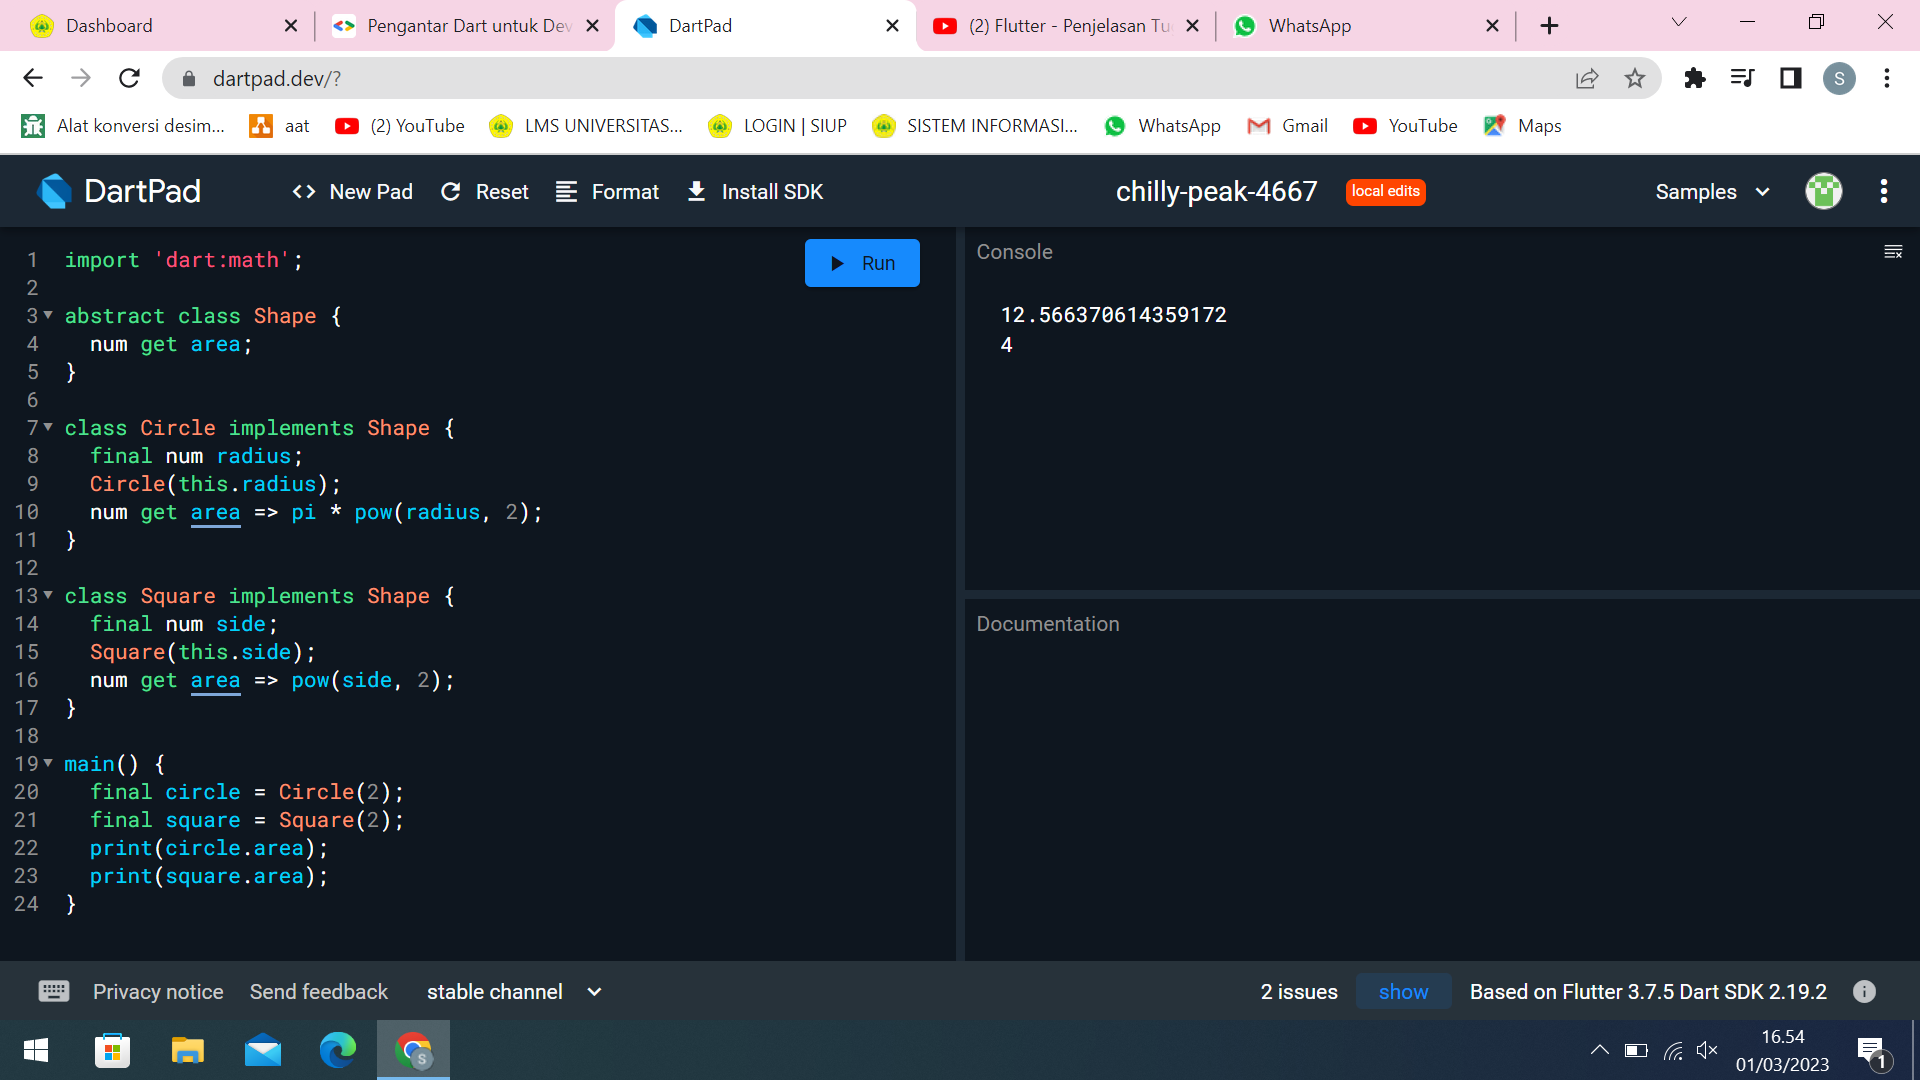 Dashboard
Pengantar Dart untuk Dev
DartPad
(2) Flutter - Penjelasan Tu
WhatsApp
dartpad.dev/?
S
Alat konversi desim...
aat
(2) YouTube
LMS UNIVERSITAS...
LOGIN | SIUP
SISTEM INFORMASI...
WhatsApp
Gmail
YouTube
Maps
DartPad
<> New Pad
Reset
Format
Install SDK
chilly-peak-4667
local edits
Samples
Run
1 import 'dart:math';
2
3 abstract class Shape {
4 num get area;
5 }
6
7 class Circle implements Shape {
8 final num radius;
9 Circle(this.radius);
10 num get area => pi * pow(radius, 2);
11 }
12
13 class Square implements Shape {
14 final num side;
15 Square(this.side);
16 num get area => pow(side, 2);
17 }
18
19 main() {
20 final circle = Circle(2);
21 final square = Square(2);
22 print(circle.area);
23 print(square.area);
24 }
Console
12.566370614359172
4
Documentation
Privacy notice
Send feedback
stable channel
2 issues
show
Based on Flutter 3.7.5 Dart SDK 2.19.2
i
S
16.54
01/03/2023
1